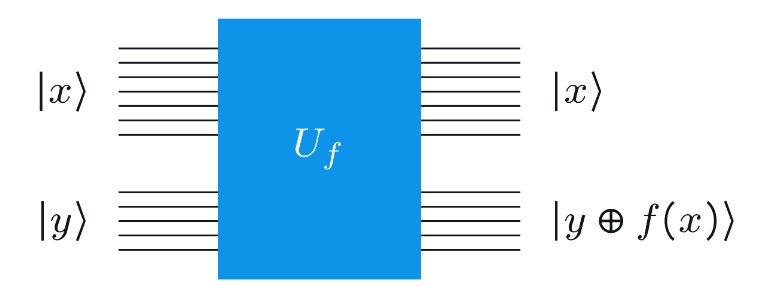 |x⟩ |x⟩
U_f
|y⟩ |y ⊕ f(x)⟩